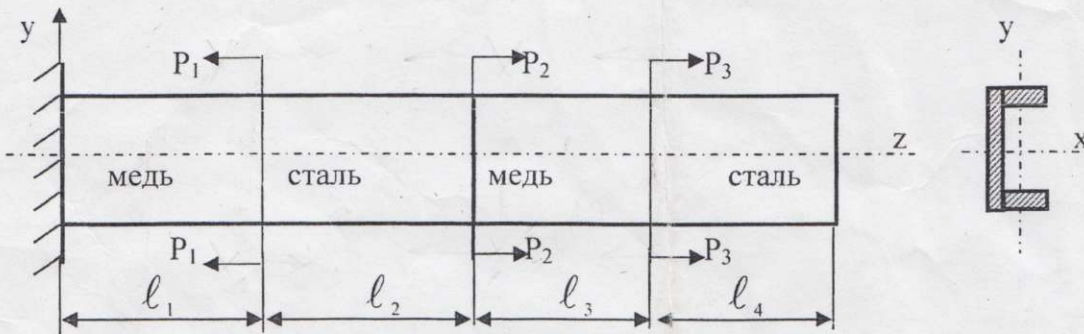 y
y
P₁ P₂ P₃
z
x
медь сталь медь сталь
P₁ P₂ P₃
ℓ₁ ℓ₂ ℓ₃ ℓ₄